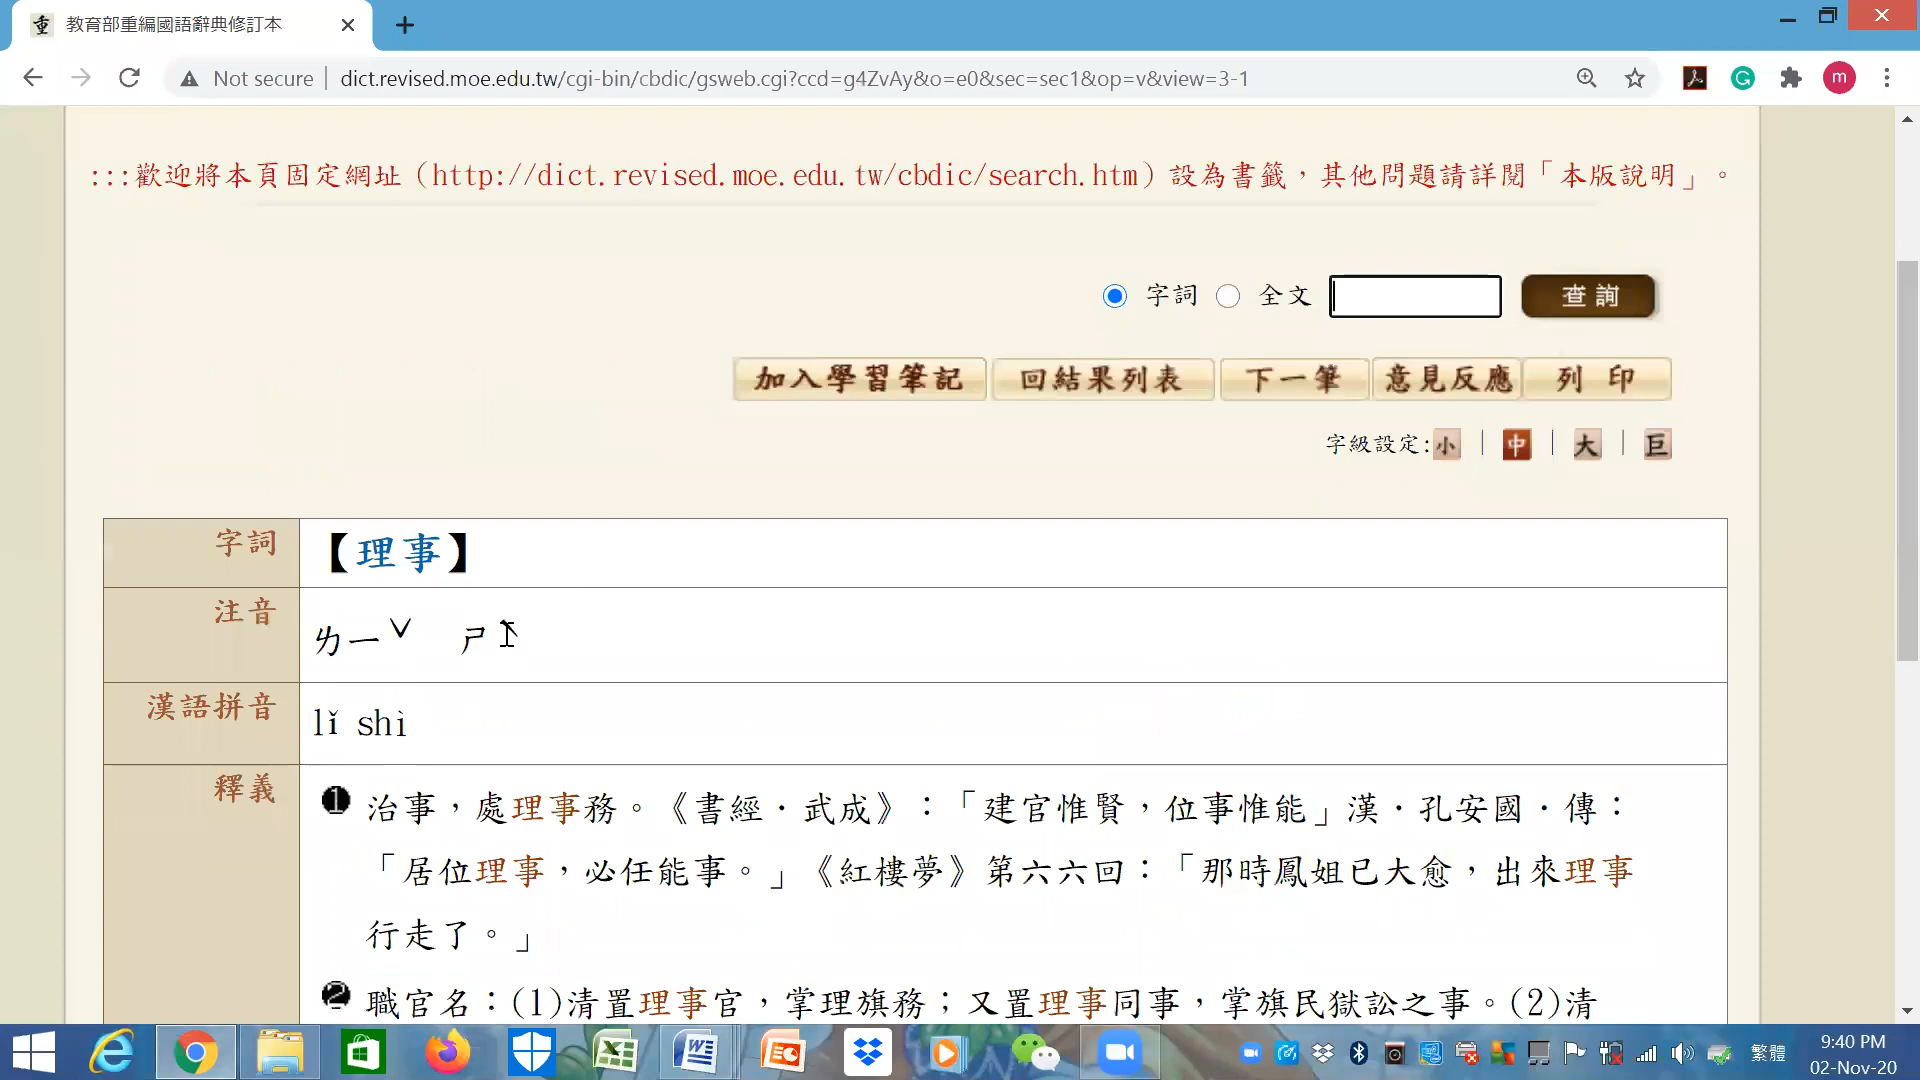 教育部重編國語辭典修訂本
Not secure dict.revised.moe.edu.tw/cgi-bin/cbdic/gsweb.cgi?ccd=g4ZvAy&o=e0&sec=sec1&op=v&view=3-1
m
:::歡迎將本頁固定網址（http://dict.revised.moe.edu.tw/cbdic/search.htm）設為書籤，其他問題請詳閱「本版說明」。
字詞 全文 查詢
加入學習筆記 回結果列表 下一筆 意見反應 列印
字級設定:小 | 中 | 大 | 巨
字詞 【理事】
注音 ㄌㄧˇ ㄕˋ
漢語拼音 lǐ shì
釋義 ❶ 治事，處理事務。《書經．武成》：「建官惟賢，位事惟能」漢．孔安國．傳：
「居位理事，必任能事。」《紅樓夢》第六六回：「那時鳳姐已大愈，出來理事
行走了。」
❷ 職官名：(1)清置理事官，掌理旗務；又置理事同事，掌旗民獄訟之事。(2)清
繁體
9:40 PM
02-Nov-20